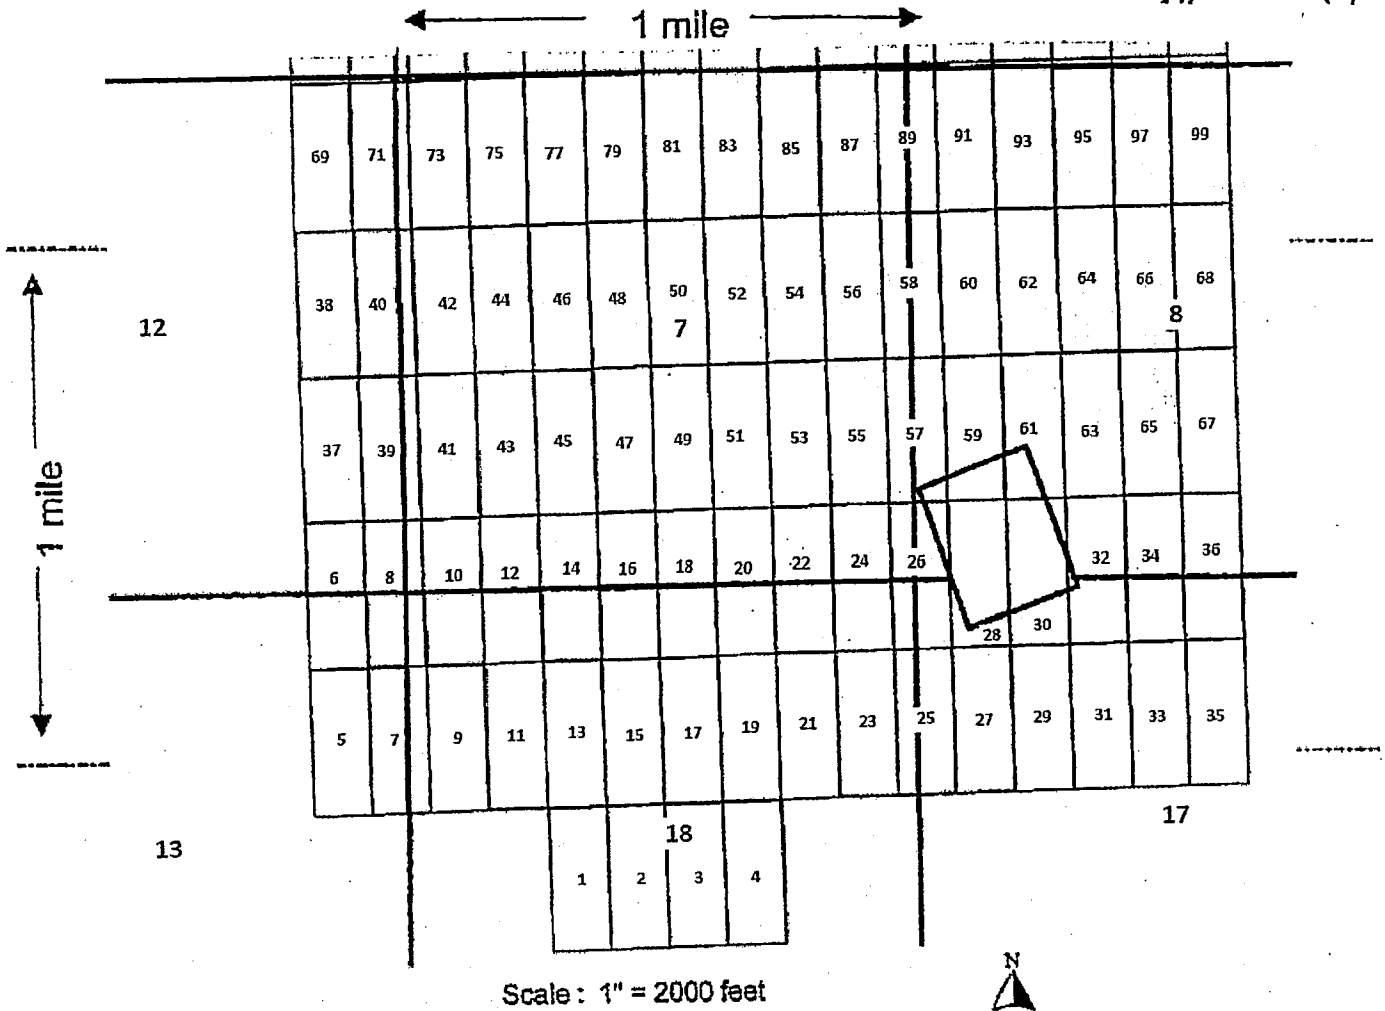 1 mile
69 71 73 75 77 79 81 83 85 87 89 91 93 95 97 99
38 40 42 44 46 48 50 52 54 56 58 60 62 64 66 68
12 7 8
37 39 41 43 45 47 49 51 53 55 57 59 61 63 65 67
1 mile
6 8 10 12 14 16 18 20 22 24 26 32 34 36
28 30
5 7 9 11 13 15 17 19 21 23 25 27 29 31 33 35
13 18 17
1 2 3 4
N
Scale: 1" = 2000 feet